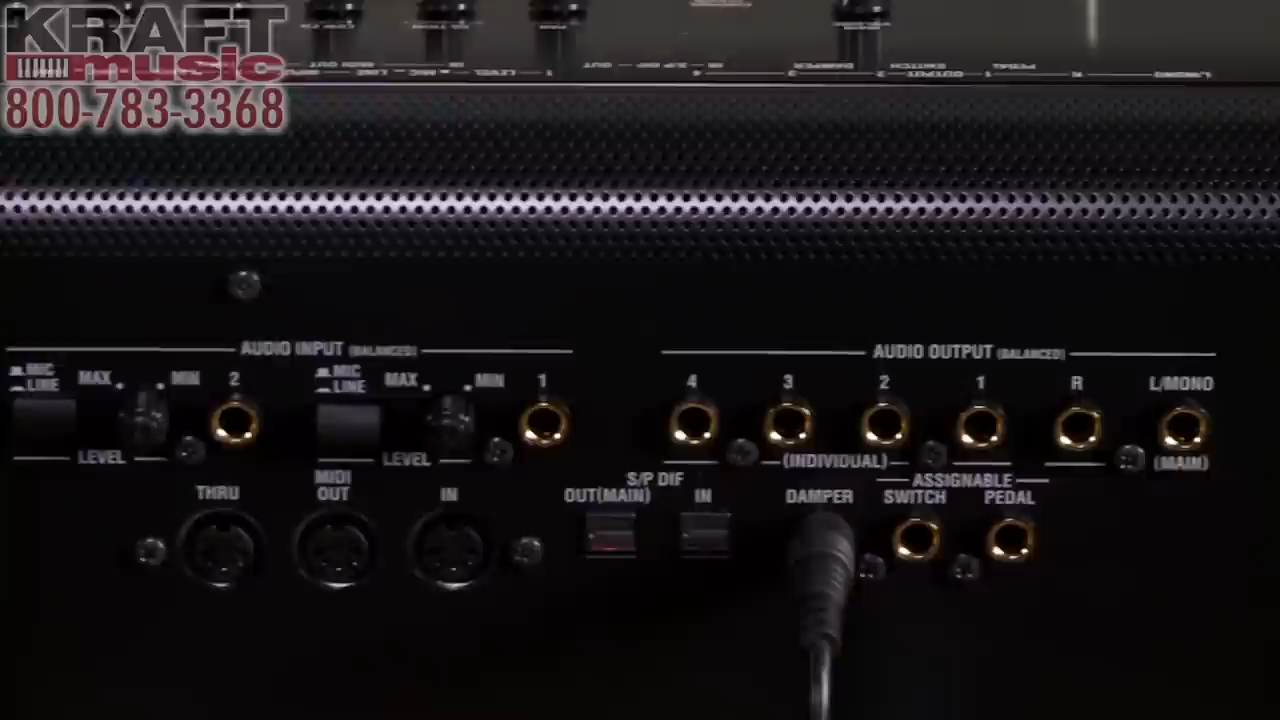 KRAFT
music
800-783-3368
AUDIO INPUT (BALANCED)
AUDIO OUTPUT (BALANCED)
MIC
LINE
MAX
MIN
2
MIC
LINE
MAX
MIN
1
4
3
2
1
R
L/MONO
LEVEL
LEVEL
(INDIVIDUAL)
(MAIN)
MIDI
THRU
OUT
IN
S/P DIF
OUT(MAIN)
IN
DAMPER
ASSIGNABLE
SWITCH
PEDAL